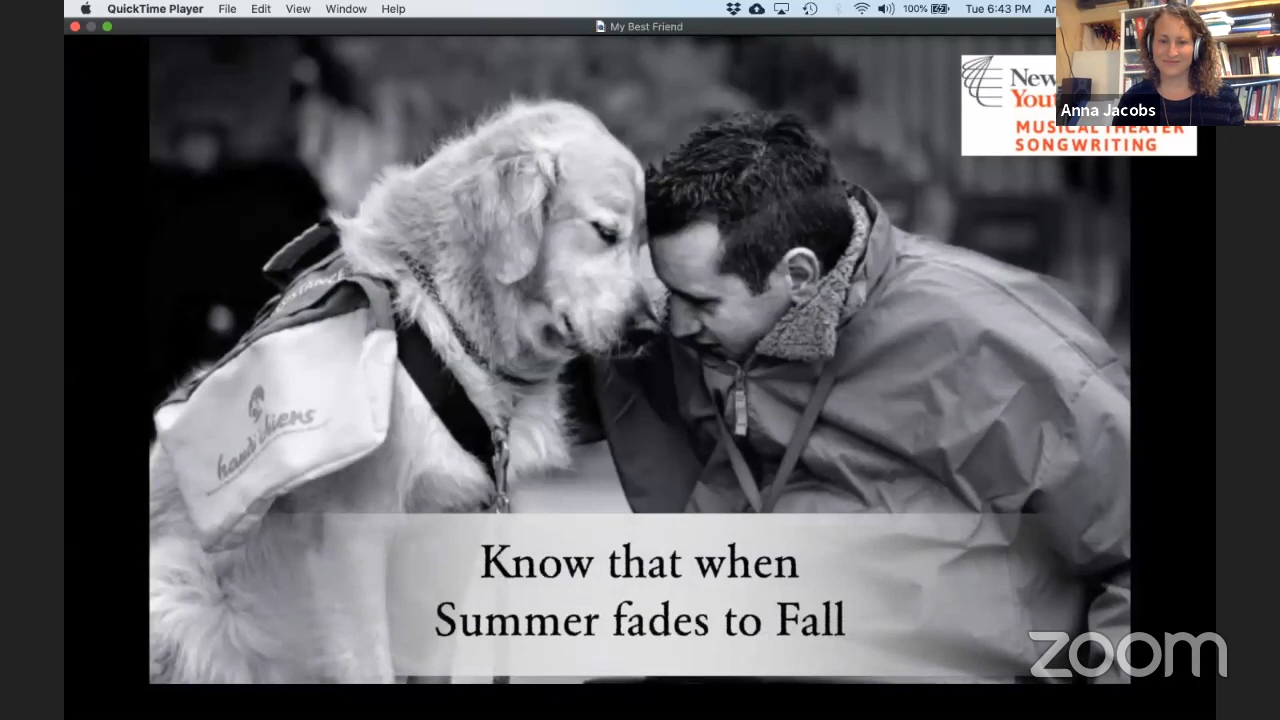 QuickTime Player File Edit View Window Help 100% Tue 6:43 PM
My Best Friend
New
Anna Jacobs
MUSICAL THEATER
SONGWRITING
handi'chiens
Know that when
Summer fades to Fall
zoom